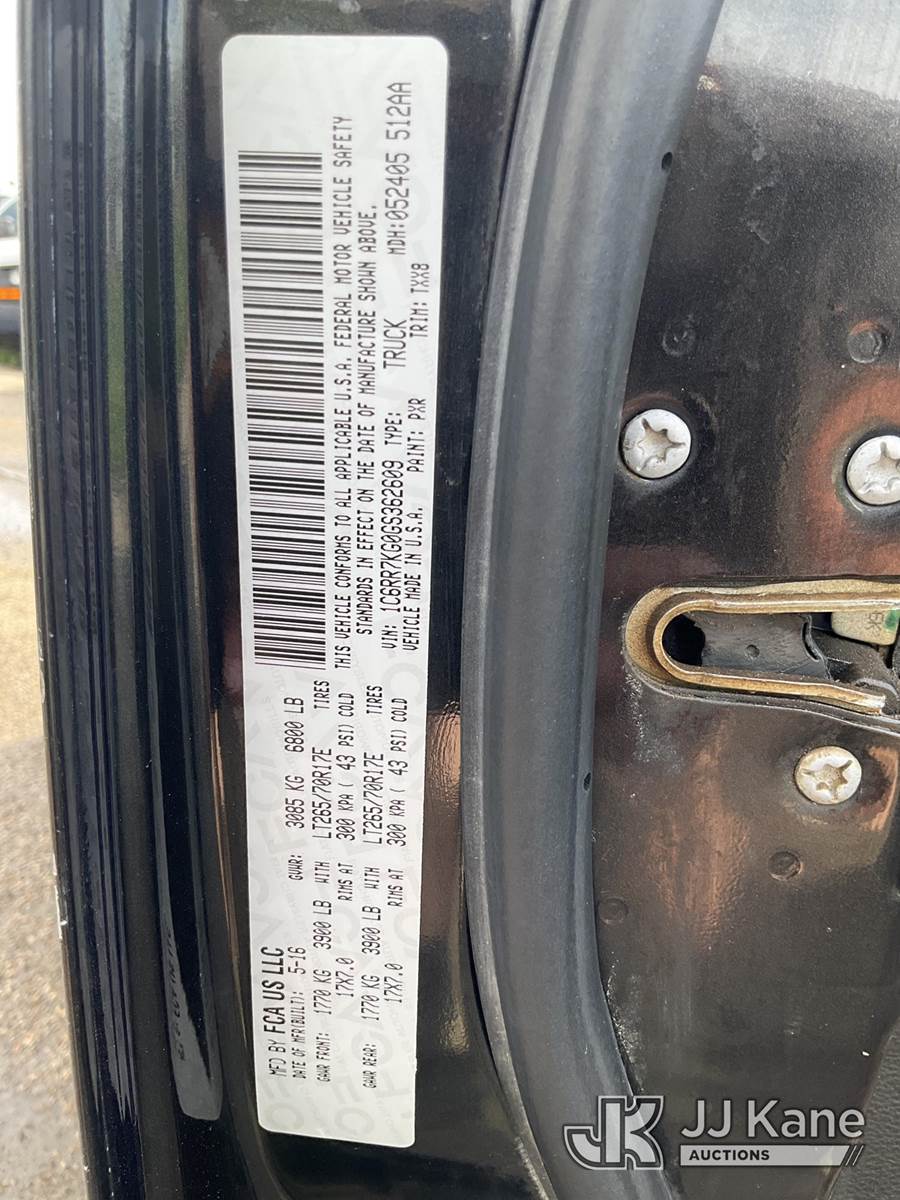 MFD BY FCA US LLC
DATE OF MFR(BUILT): 5-16 GVWR: 3085 KG 6800 LB
GAWR FRONT: 1770 KG 3900 LB WITH LT265/70R17E TIRES
17X7.0 RIMS AT 300 KPA ( 43 PSI) COLD
GAWR REAR: 1770 KG 3900 LB WITH LT265/70R17E TIRES
17X7.0 RIMS AT 300 KPA ( 43 PSI) COLD
THIS VEHICLE CONFORMS TO ALL APPLICABLE U.S.A. FEDERAL MOTOR VEHICLE SAFETY
STANDARDS IN EFFECT ON THE DATE OF MANUFACTURE SHOWN ABOVE.
VIN: 1C6RR7KG0GS362609 TYPE: TRUCK MDH:052405 512AA
VEHICLE MADE IN U.S.A. PAINT: PXR TRIM: TXX8
JK JJ Kane
AUCTIONS